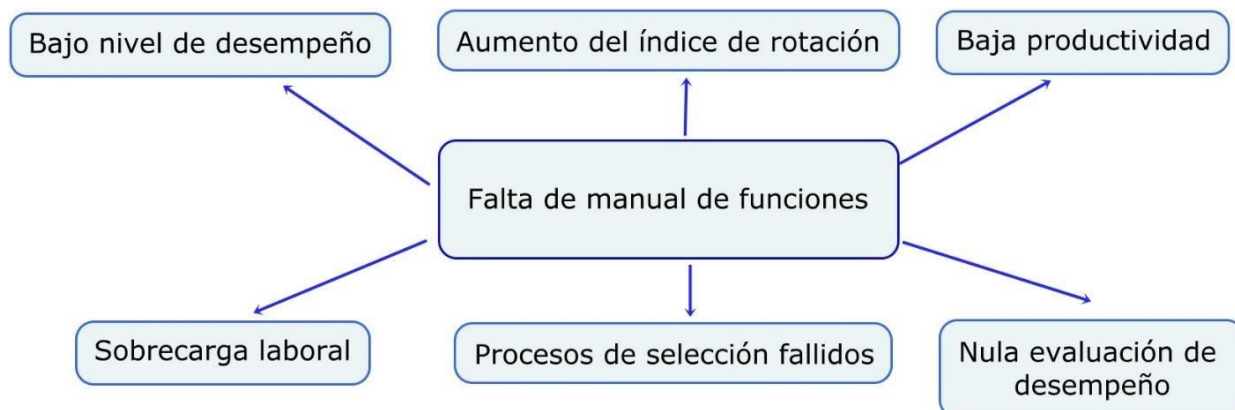 Bajo nivel de desempeño
Aumento del índice de rotación
Baja productividad
Falta de manual de funciones
Sobrecarga laboral
Procesos de selección fallidos
Nula evaluación de
desempeño